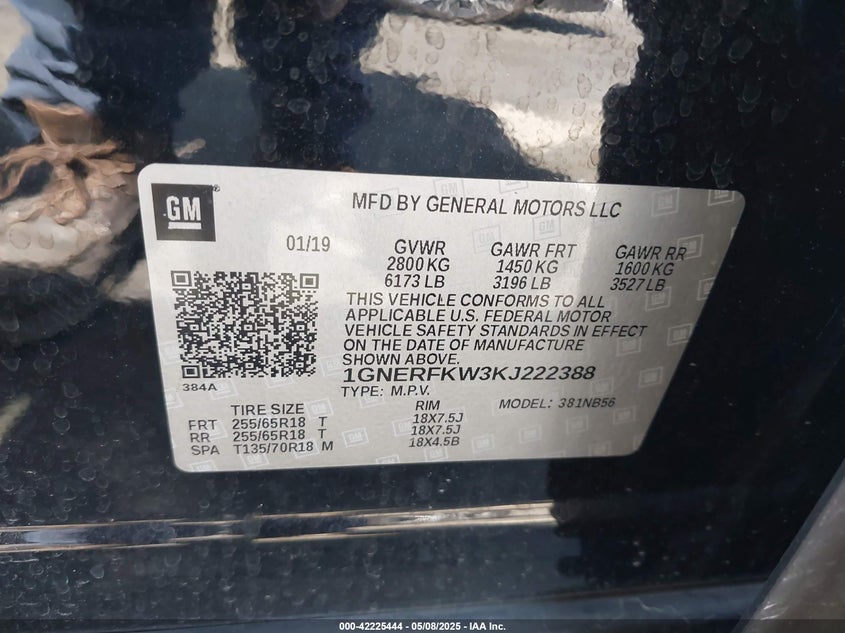 GM
MFD BY GENERAL MOTORS LLC
01/19 GVWR GAWR FRT GAWR RR
2800 KG 1450 KG 1600 KG
6173 LB 3196 LB 3527 LB
THIS VEHICLE CONFORMS TO ALL
APPLICABLE U.S. FEDERAL MOTOR
VEHICLE SAFETY STANDARDS IN EFFECT
ON THE DATE OF MANUFACTURE
SHOWN ABOVE.
384A
1GNERFKW3KJ222388
TYPE: M.P.V.
TIRE SIZE RIM MODEL: 381NB56
FRT 255/65R18 T 18X7.5J
RR 255/65R18 T 18X7.5J
SPA T135/70R18 M 18X4.5B
000-42225444 | 05/08/2025 - IAA Inc.